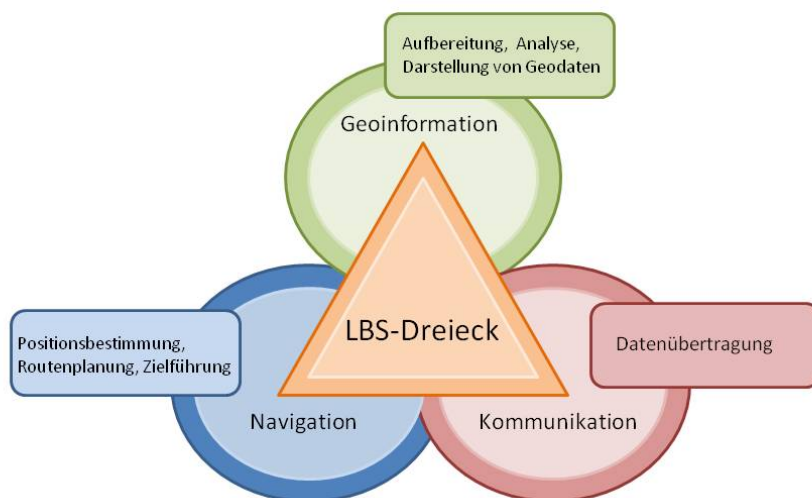 Aufbereitung, Analyse,
Darstellung von Geodaten
Geoinformation
LBS-Dreieck
Positionsbestimmung,
Routenplanung, Zielführung
Datenübertragung
Navigation
Kommunikation